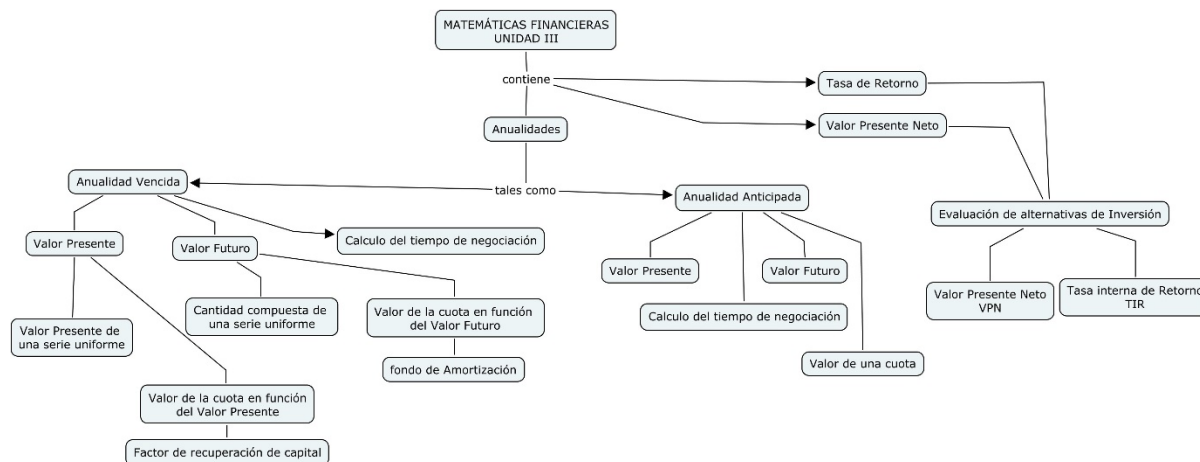 MATEMÁTICAS FINANCIERAS
UNIDAD III
contiene
Tasa de Retorno
Anualidades
Valor Presente Neto
Anualidad Vencida
tales como
Anualidad Anticipada
Evaluación de alternativas de Inversión
Valor Presente
Valor Futuro
Calculo del tiempo de negociación
Valor Presente
Valor Futuro
Valor Presente Neto
VPN
Tasa interna de Retorno
TIR
Valor Presente de
una serie uniforme
Cantidad compuesta de
una serie uniforme
Valor de la cuota en función
del Valor Futuro
Calculo del tiempo de negociación
fondo de Amortización
Valor de una cuota
Valor de la cuota en función
del Valor Presente
Factor de recuperación de capital